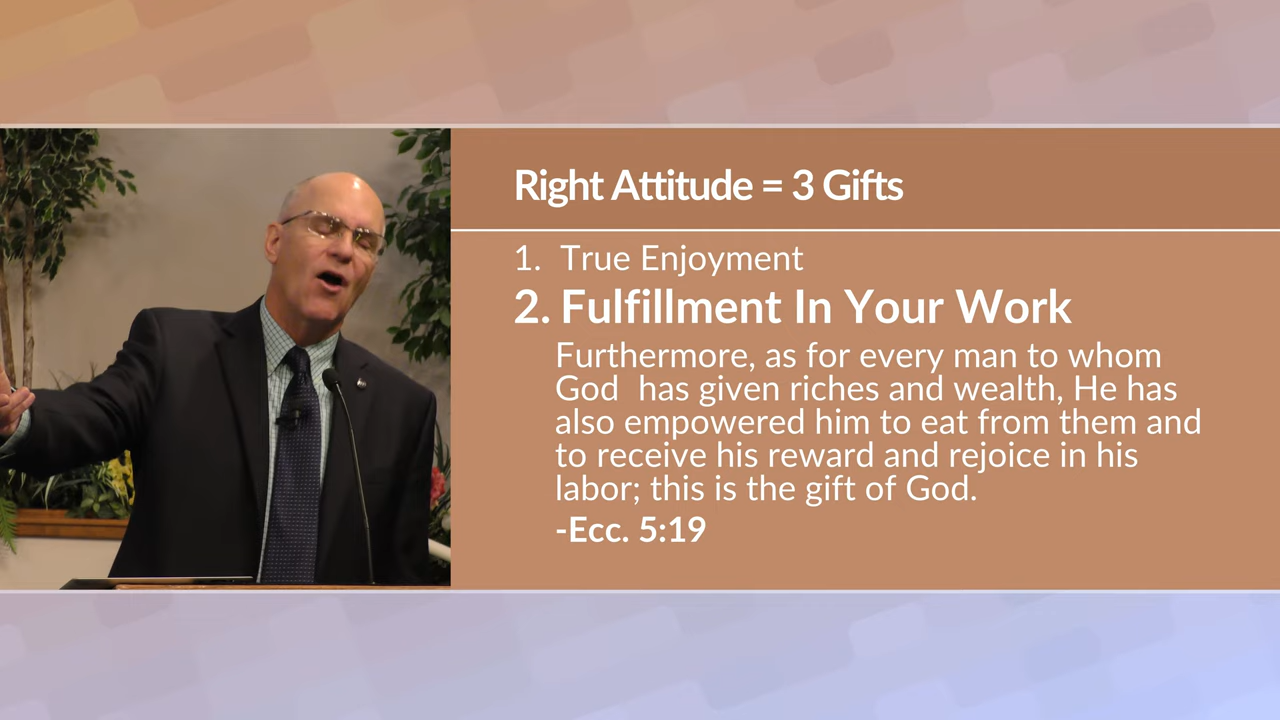 Right Attitude = 3 Gifts
1. True Enjoyment
2. Fulfillment In Your Work
Furthermore, as for every man to whom
God  has given riches and wealth, He has
also empowered him to eat from them and
to receive his reward and rejoice in his
labor; this is the gift of God.
-Ecc. 5:19